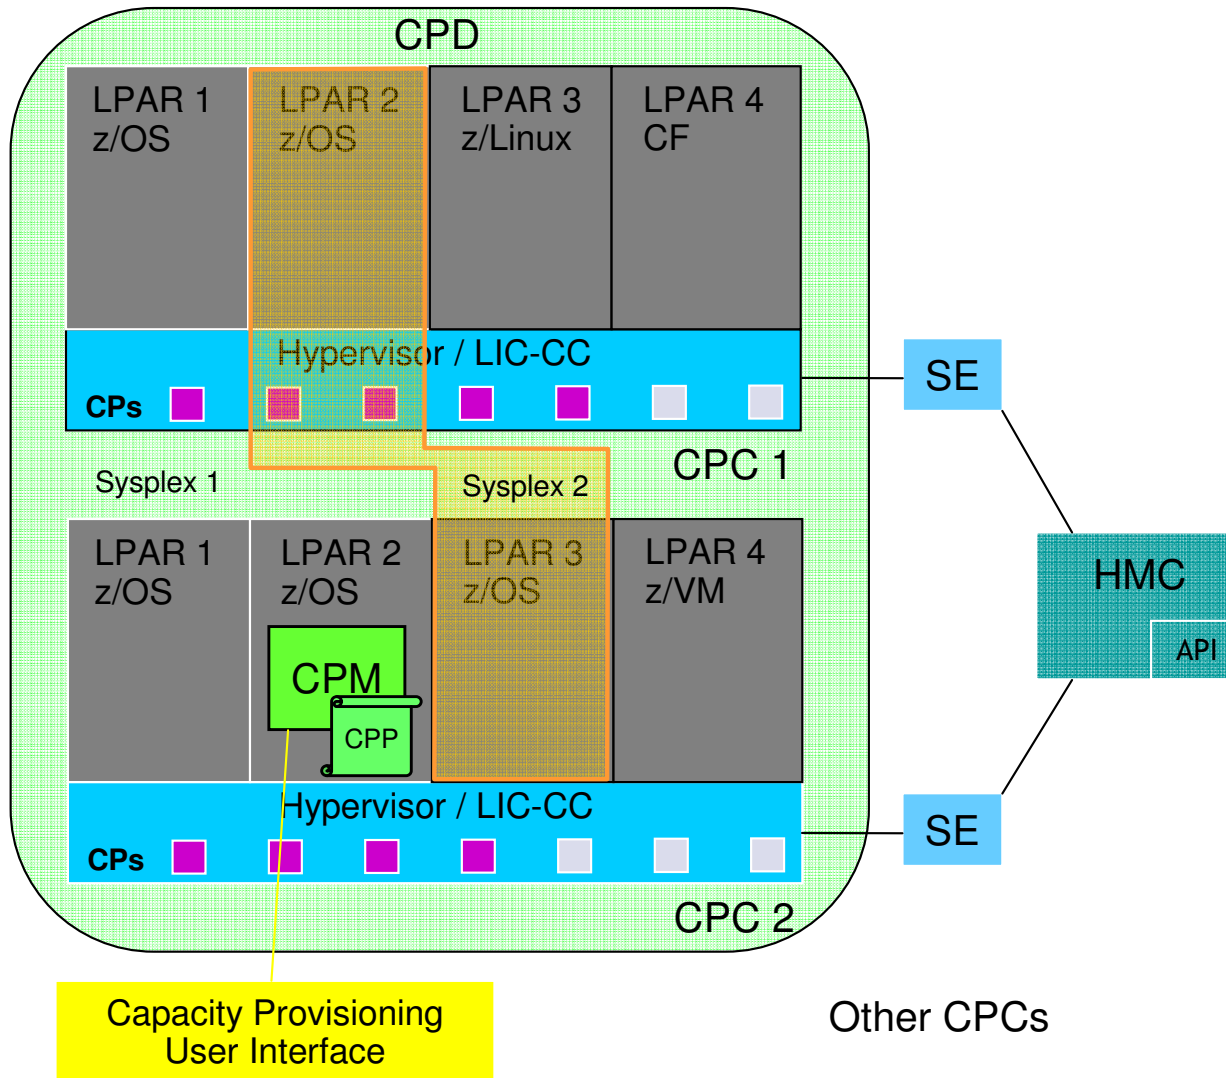 CPD
LPAR 1
z/OS
LPAR 2
z/OS
LPAR 3
z/Linux
LPAR 4
CF
Hypervisor / LIC-CC
CPs
SE
CPC 1
Sysplex 1
Sysplex 2
LPAR 1
z/OS
LPAR 2
z/OS
LPAR 3
z/OS
LPAR 4
z/VM
HMC
API
CPM
CPP
Hypervisor / LIC-CC
CPs
SE
CPC 2
Capacity Provisioning
User Interface
Other CPCs